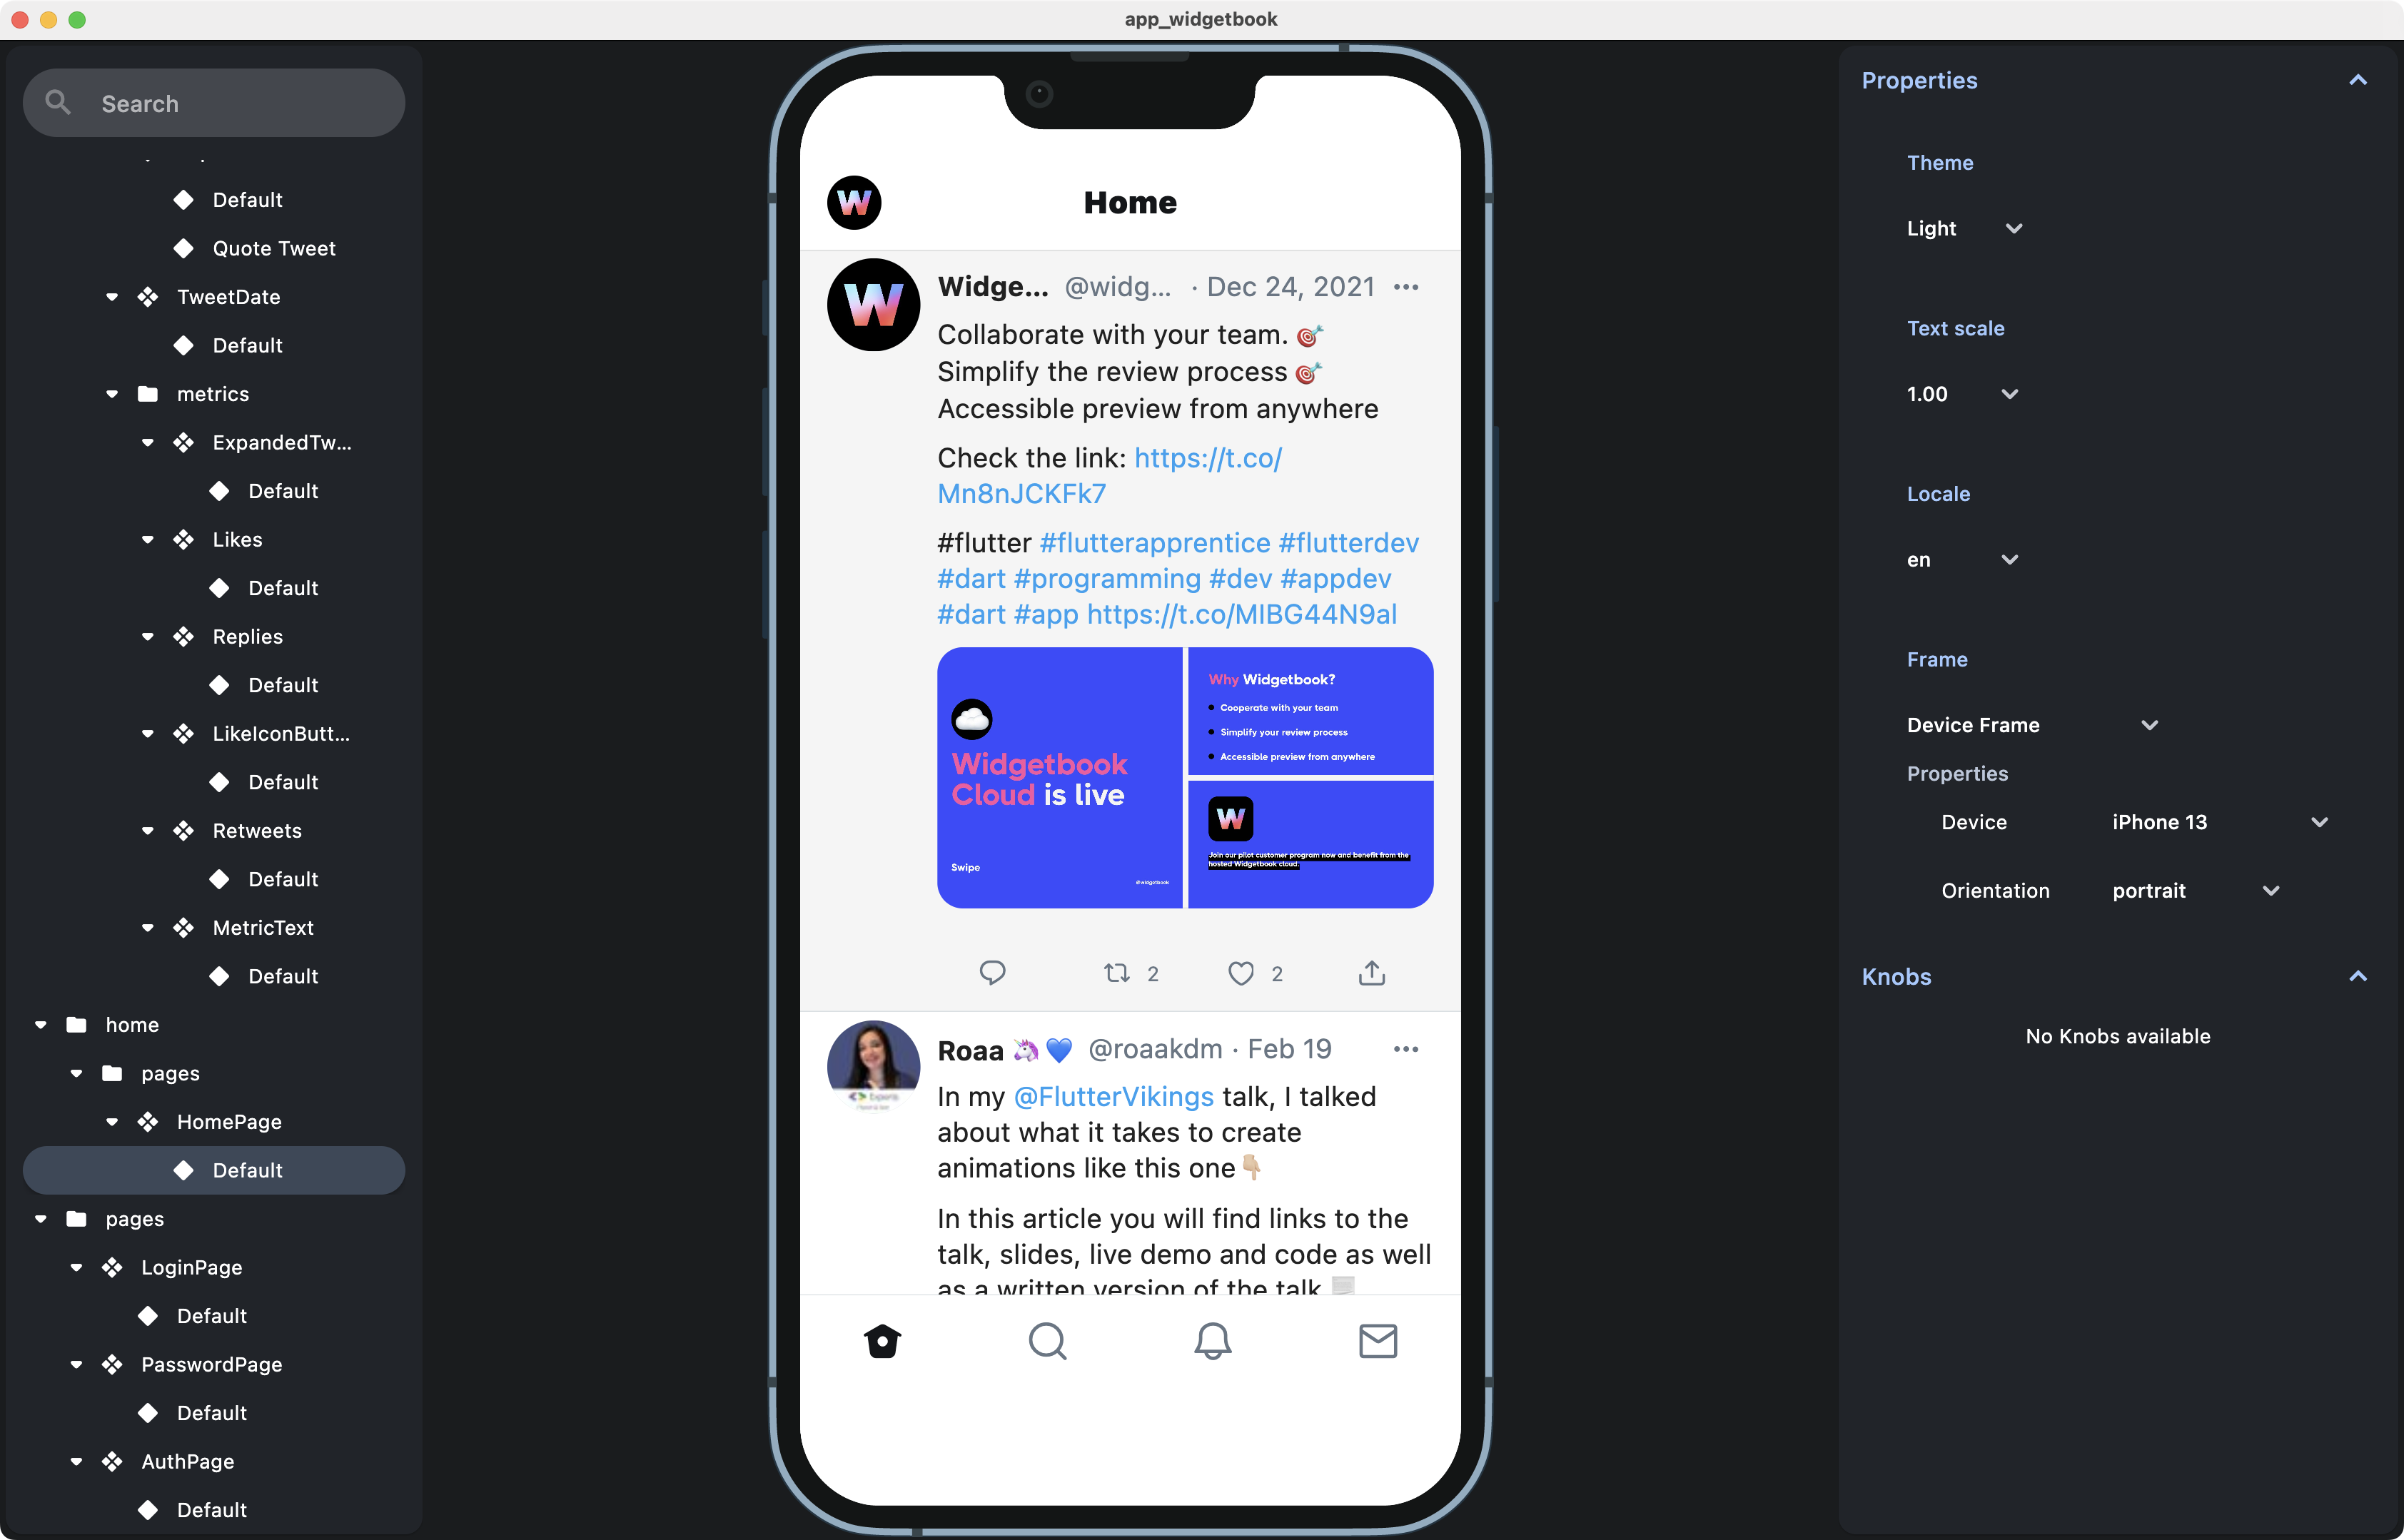 app_widgetbook
Search
Default
Quote Tweet
TweetDate
Default
metrics
ExpandedTw...
Default
Likes
Default
Replies
Default
LikeIconButt...
Default
Retweets
Default
MetricText
Default
home
pages
HomePage
Default
pages
LoginPage
Default
PasswordPage
Default
AuthPage
Default
Home
Widge... @widg... · Dec 24, 2021
Collaborate with your team. 🎯
Simplify the review process 🎯
Accessible preview from anywhere
Check the link: https://t.co/
Mn8nJCKFk7
#flutter #flutterapprentice #flutterdev
#dart #programming #dev #appdev
#dart #app https://t.co/MIBG44N9al
Widgetbook
Cloud is live
Swipe
@widgetbook
Why Widgetbook?
Cooperate with your team
Simplify your review process
Accessible preview from anywhere
W
Join our pilot customer program now and benefit from the
hosted Widgetbook cloud.
2
2
Roaa 🦄 💙 @roaakdm · Feb 19
In my @FlutterVikings talk, I talked
about what it takes to create
animations like this one👇🏼
In this article you will find links to the
talk, slides, live demo and code as well
as a written version of the talk
Properties
Theme
Light
Text scale
1.00
Locale
en
Frame
Device Frame
Properties
Device iPhone 13
Orientation portrait
Knobs
No Knobs available